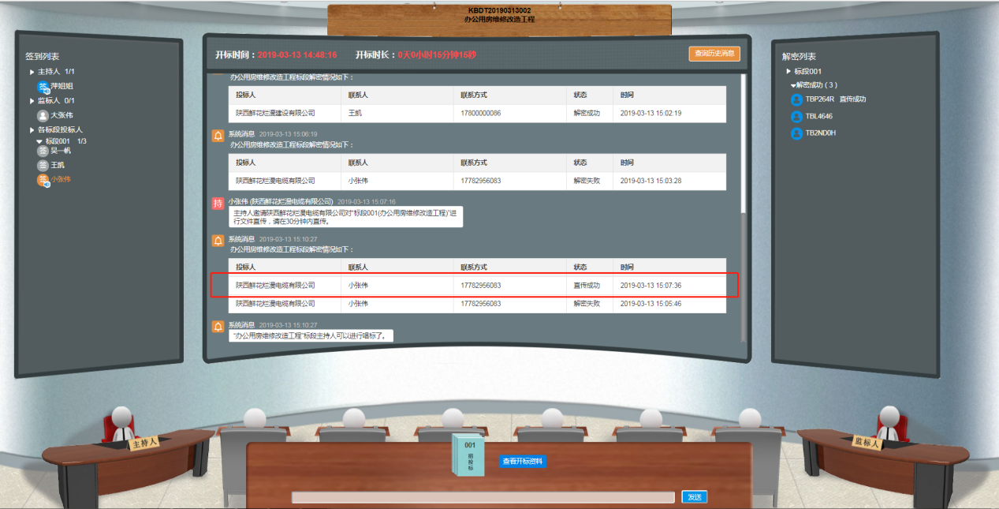 KBDT20190313002
办公用房维修改造工程
签到列表
主持人 1/1
签 萍姐姐
监标人 0/1
大张伟
各标段投标人
标段001 1/3
签 吴一帆
签 王凯
签 小张伟
开标时间：2019-03-13 14:48:16 开标时长：0天0小时15分钟15秒 查询历史消息
办公用房维修改造工程标段解密情况如下：
投标人 联系人 联系方式 状态 时间
陕西鲜花烂漫建设有限公司 王凯 17800000086 解密成功 2019-03-13 15:02:19
系统消息 2019-03-13 15:06:19
办公用房维修改造工程标段解密情况如下：
投标人 联系人 联系方式 状态 时间
陕西鲜花烂漫电缆有限公司 小张伟 17782956083 解密失败 2019-03-13 15:03:28
持 小张伟 (陕西鲜花烂漫电缆有限公司) 2019-03-13 15:07:16
主持人邀请陕西鲜花烂漫电缆有限公司对“标段001(办公用房维修改造工程)”进
行文件直传，请在30分钟内直传。
系统消息 2019-03-13 15:10:27
办公用房维修改造工程标段解密情况如下：
投标人 联系人 联系方式 状态 时间
陕西鲜花烂漫电缆有限公司 小张伟 17782956083 直传成功 2019-03-13 15:07:36
陕西鲜花烂漫电缆有限公司 小张伟 17782956083 解密失败 2019-03-13 15:05:46
系统消息 2019-03-13 15:10:27
“办公用房维修改造工程”标段主持人可以进行唱标了。
解密列表
标段001
解密成功 ( 3 )
TBP264R 直传成功
TBL4646
TB2ND0H
主持人
监标人
001
招投标
查看开标资料
发送